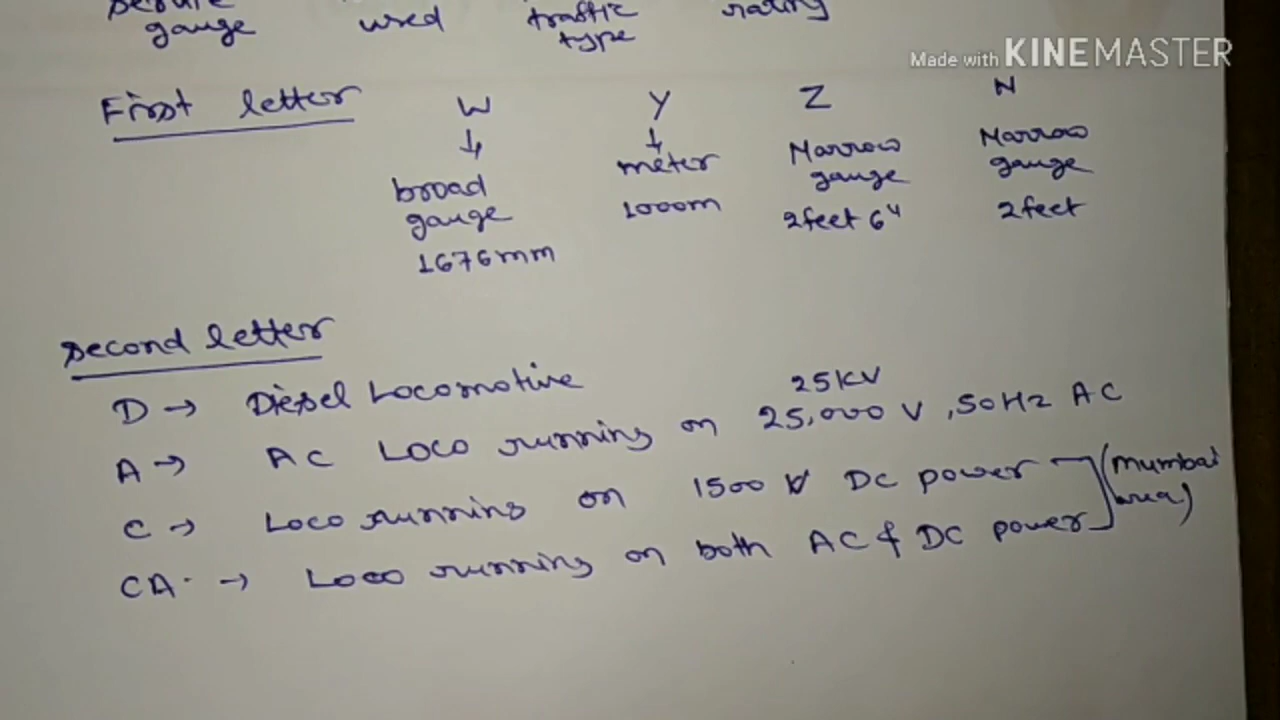 gauge used traffic rating
type
Made with KINEMASTER
First letter W Y Z N
broad meter Narrow Narrow
gauge 1000m gauge gauge
1676mm 2feet 6" 2feet
Second letter
D → Diesel Locomotive
25KV
A → AC Loco running on 25,000 V, 50Hz AC
C → Loco running on 1500 V DC power (Mumbai
area)
CA → Loco running on both AC & DC power